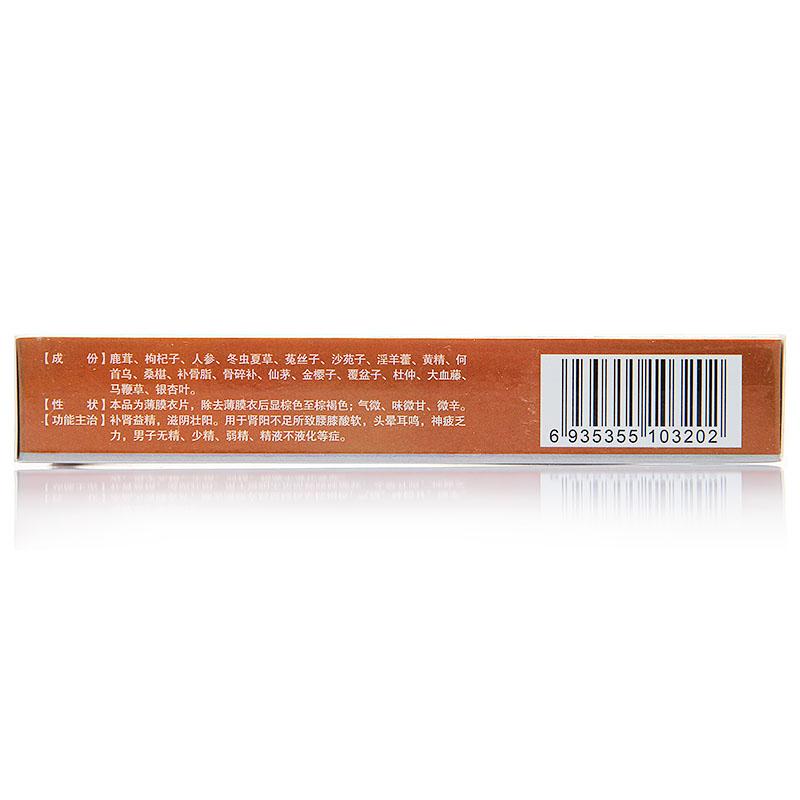 【成 份】鹿茸、枸杞子、人参、冬虫夏草、菟丝子、沙苑子、淫羊藿、黄精、何
首乌、桑椹、补骨脂、骨碎补、仙茅、金樱子、覆盆子、杜仲、大血藤、
马鞭草、银杏叶。
【性 状】本品为薄膜衣片，除去薄膜衣后显棕色至棕褐色；气微、味微甘、微辛。
【功能主治】补肾益精，滋阴壮阳。用于肾阳不足所致腰膝酸软，头晕耳鸣，神疲乏
力，男子无精、少精、弱精、精液不液化等症。
6 935355 103202